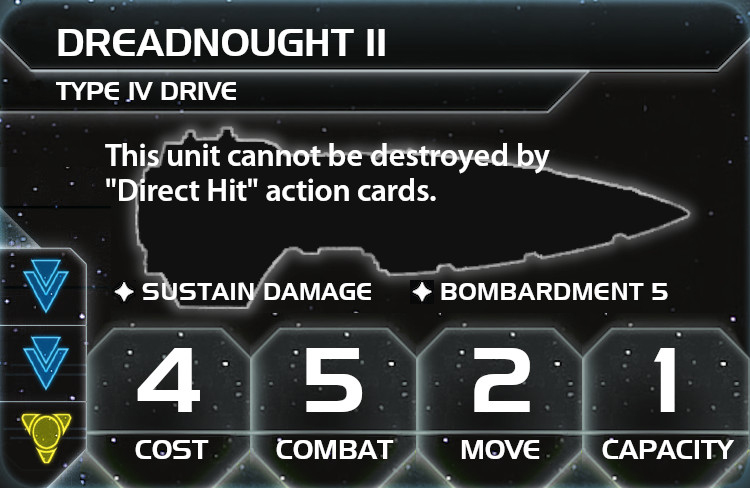 DREADNOUGHT II
TYPE IV DRIVE
This unit cannot be destroyed by
"Direct Hit" action cards.
SUSTAIN DAMAGE BOMBARDMENT 5
4 5 2 1
COST COMBAT MOVE CAPACITY